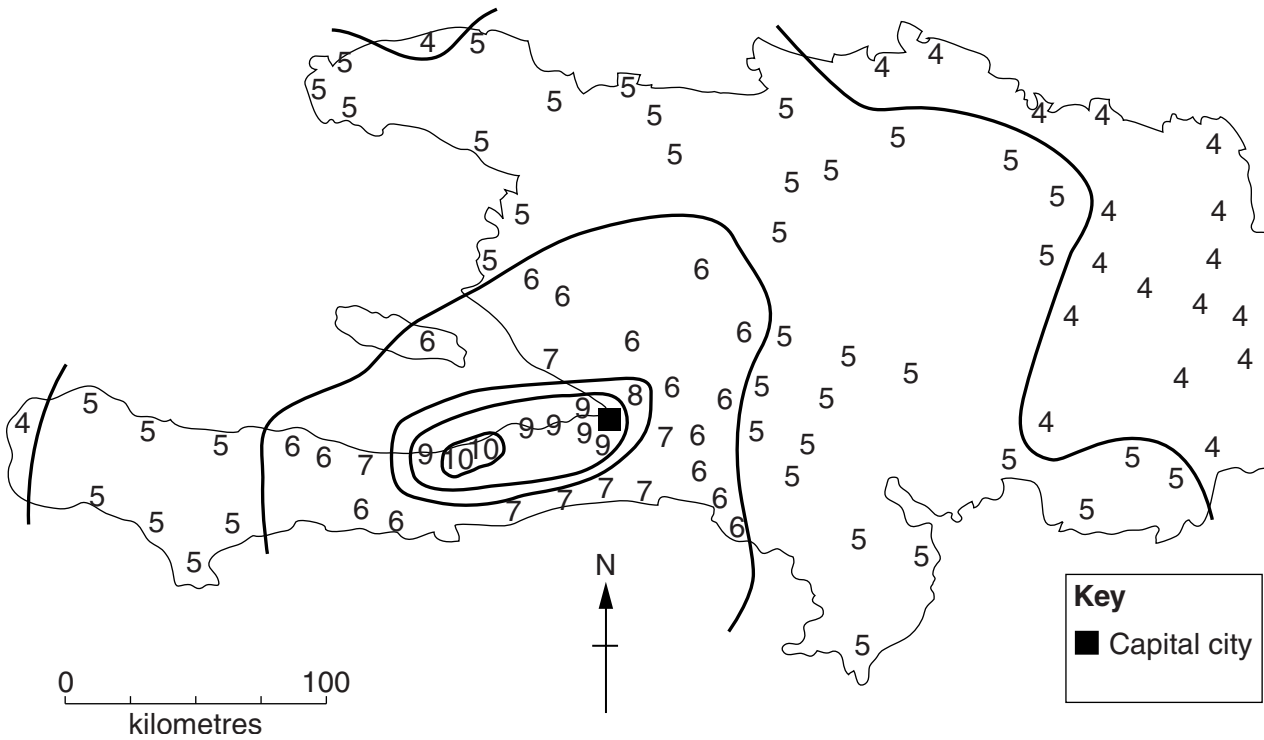 4 5
4
5 4
5 5
5 5 5 5 4 4
5 5 4
5 5
5 5
5
5 4 4
5
5 5 4 4
6 6
6 4
4 4 4
6 6 6 5
7 5 4
5 4
6 5
5 9 8 6 5
4 5 9 9 9 7 6 5 4
5 6 10 9 5 4
6 7 9 10 5 5
6 5 5
5 7 7 7 6
6 7 5
5 5 6 6
5
5 5
N
5
Key
Capital city
0 100
kilometres